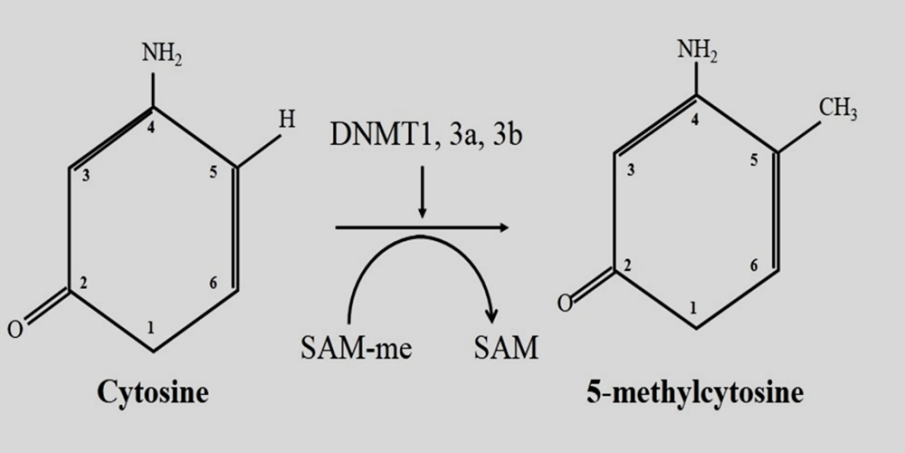 NH₂
4
H
3
5
2
6
1
O
Cytosine
DNMT1, 3a, 3b
SAM-me
SAM
NH₂
4
CH₃
3
5
2
6
1
O
5-methylcytosine